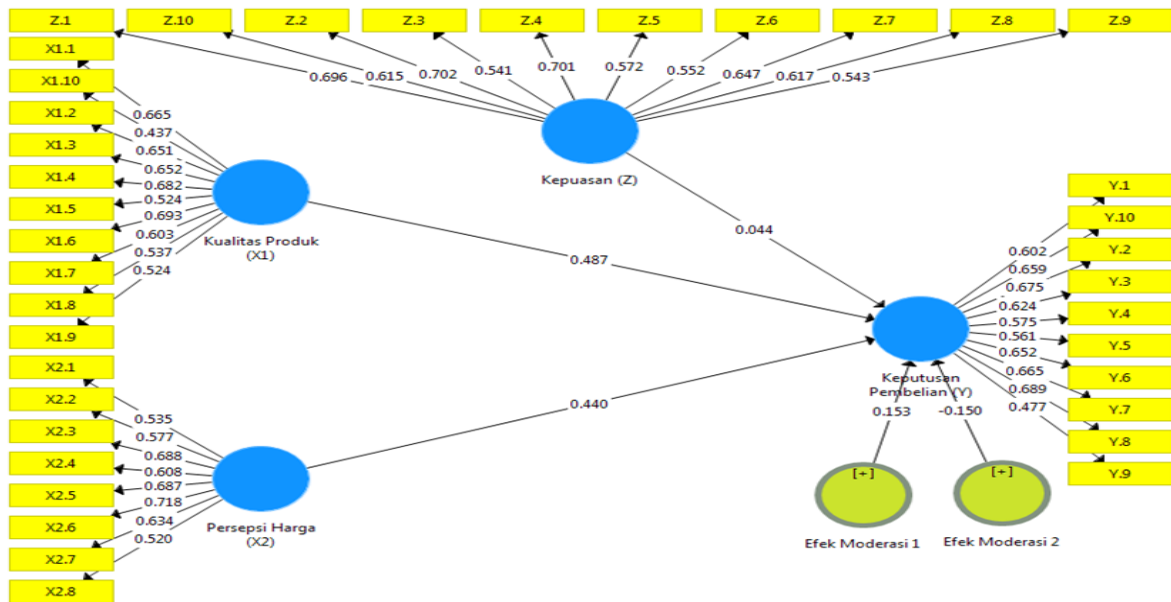 Z.1 Z.10 Z.2 Z.3 Z.4 Z.5 Z.6 Z.7 Z.8 Z.9
0.696 0.615 0.702 0.541 0.701 0.572 0.552 0.647 0.617 0.543
Kepuasan (Z)
X1.1
X1.10
X1.2
X1.3
X1.4
X1.5
X1.6
X1.7
X1.8
X1.9
0.665
0.437
0.651
0.652
0.682
0.524
0.693
0.603
0.537
0.524
Kualitas Produk
(X1)
X2.1
X2.2
X2.3
X2.4
X2.5
X2.6
X2.7
X2.8
0.535
0.577
0.688
0.608
0.687
0.718
0.634
0.520
Persepsi Harga
(X2)
0.044
0.487
0.440
Keputusan
Pembelian (Y)
0.602
0.659
0.675
0.624
0.575
0.561
0.652
0.665
0.689
0.477
Y.1
Y.10
Y.2
Y.3
Y.4
Y.5
Y.6
Y.7
Y.8
Y.9
0.153 -0.150
[+] [+]
Efek Moderasi 1 Efek Moderasi 2